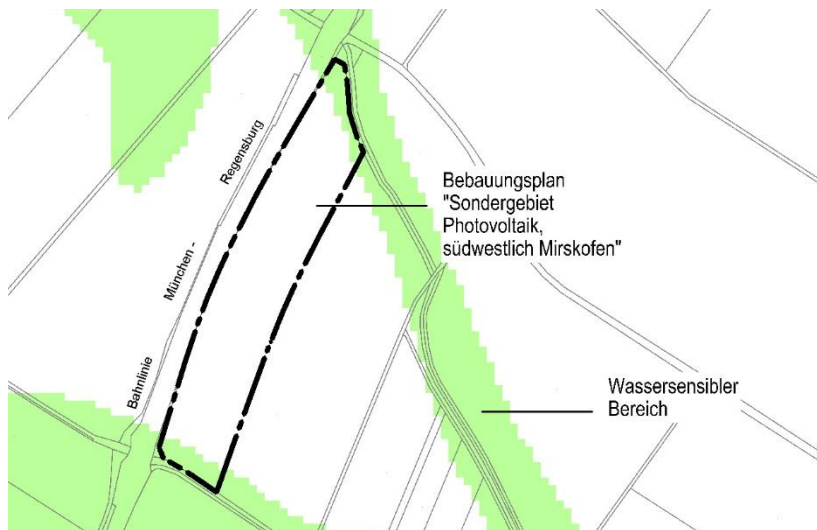 Bahnlinie München - Regensburg
Bebauungsplan
"Sondergebiet
Photovoltaik,
südwestlich Mirskofen"
Wassersensibler
Bereich